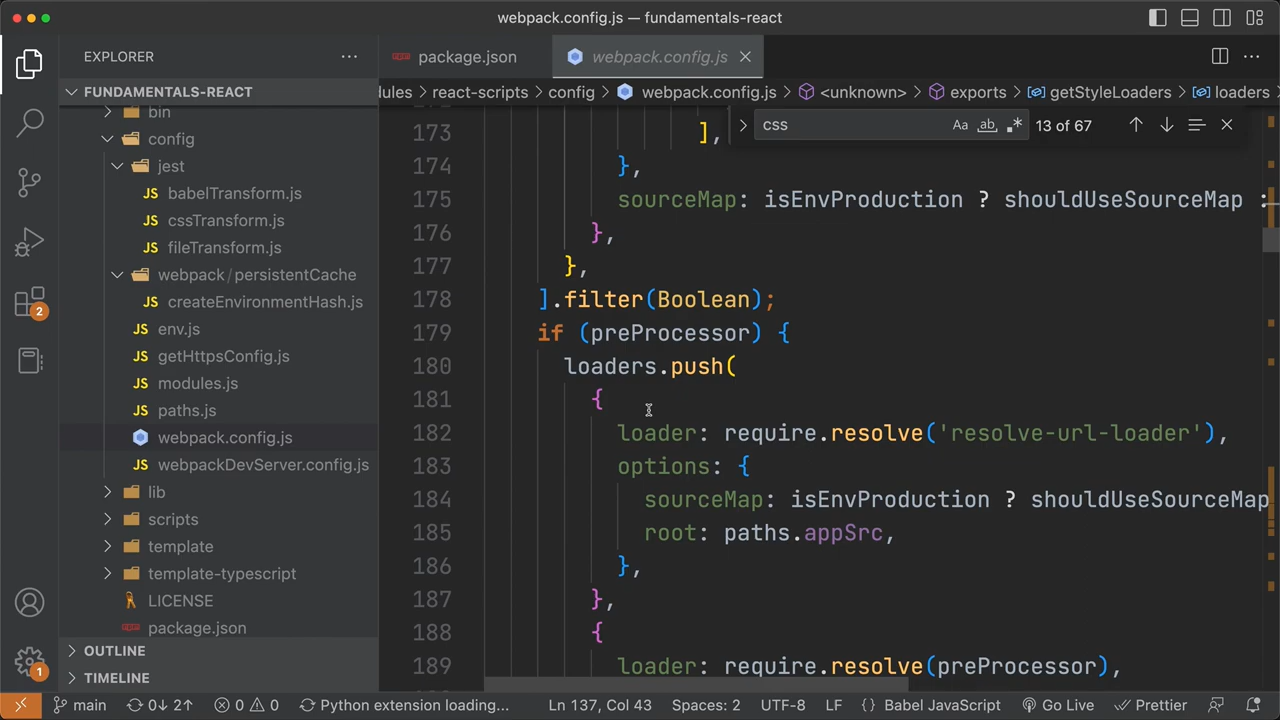 webpack.config.js — fundamentals-react
EXPLORER
package.json
webpack.config.js
FUNDAMENTALS-REACT
bin
config
jest
babelTransform.js
cssTransform.js
fileTransform.js
webpack/persistentCache
createEnvironmentHash.js
env.js
getHttpsConfig.js
modules.js
paths.js
webpack.config.js
webpackDevServer.config.js
lib
scripts
template
template-typescript
LICENSE
package.json
OUTLINE
TIMELINE
2
1
dules › react-scripts › config › webpack.config.js › <unknown> › exports › getStyleLoaders › loaders
css Aa ab .* 13 of 67
173 ],
174 },
175 sourceMap: isEnvProduction ? shouldUseSourceMap :
176 },
177 },
178 ].filter(Boolean);
179 if (preProcessor) {
180 loaders.push(
181 {
182 loader: require.resolve('resolve-url-loader'),
183 options: {
184 sourceMap: isEnvProduction ? shouldUseSourceMap
185 root: paths.appSrc,
186 },
187 },
188 {
189 loader: require.resolve(preProcessor),
main 0↓ 2↑ 0 0 Python extension loading... Ln 137, Col 43 Spaces: 2 UTF-8 LF {} Babel JavaScript Go Live Prettier